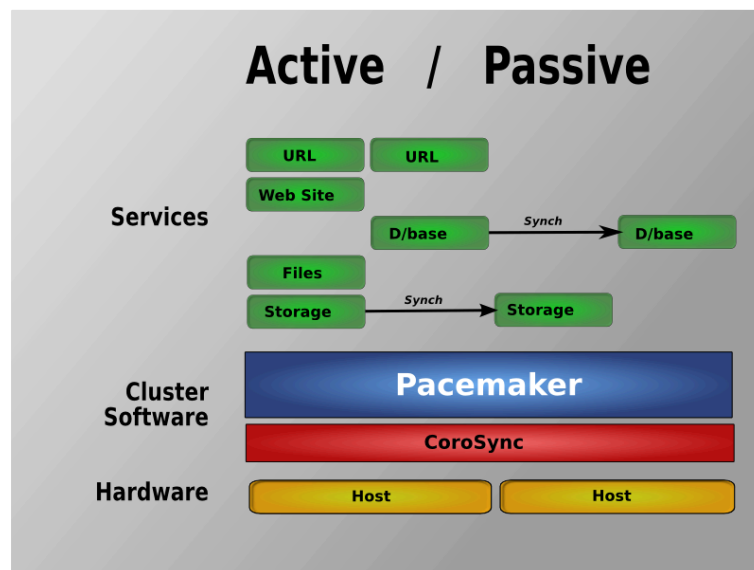 Active / Passive
URL URL
Web Site
Services
D/base Synch D/base
Files
Storage Synch Storage
Cluster
Software
Pacemaker
CoroSync
Hardware
Host Host